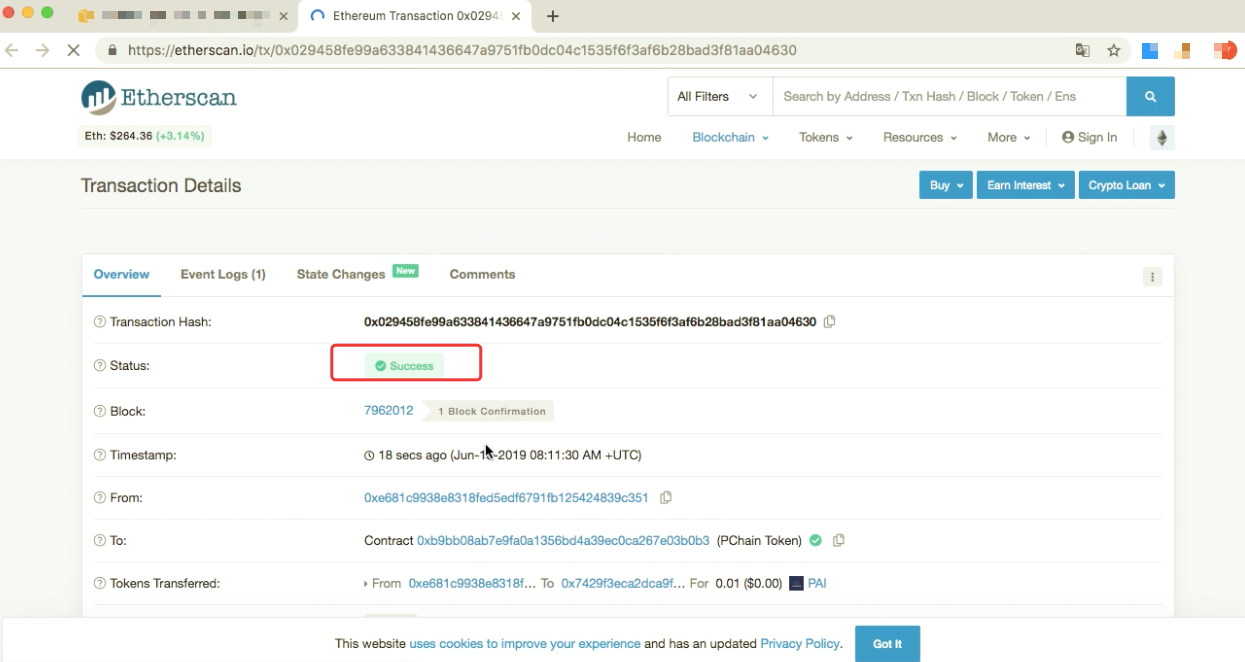 Ethereum Transaction 0x0294
https://etherscan.io/tx/0x029458fe99a633841436647a9751fb0dc04c1535f6f3af6b28bad3f81aa04630
Etherscan
All Filters
Search by Address / Txn Hash / Block / Token / Ens
Eth: $264.36 (+3.14%)
Home Blockchain Tokens Resources More Sign In
Transaction Details
Buy Earn Interest Crypto Loan
Overview Event Logs (1) State Changes New Comments
Transaction Hash: 0x029458fe99a633841436647a9751fb0dc04c1535f6f3af6b28bad3f81aa04630
Status: Success
Block: 7962012 1 Block Confirmation
Timestamp: 18 secs ago (Jun-1 -2019 08:11:30 AM +UTC)
From: 0xe681c9938e8318fed5edf6791fb125424839c351
To: Contract 0xb9bb08ab7e9fa0a1356bd4a39ec0ca267e03b0b3 (PChain Token)
Tokens Transferred: From 0xe681c9938e8318f... To 0x7429f3eca2dca9f... For 0.01 ($0.00) PAI
This website uses cookies to improve your experience and has an updated Privacy Policy. Got It